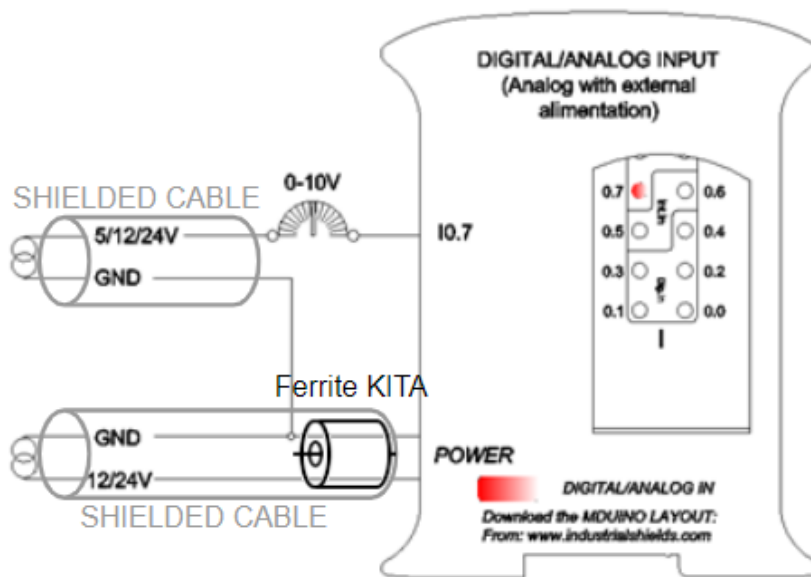 DIGITAL/ANALOG INPUT
(Analog with external
alimentation)
SHIELDED CABLE
0-10V
5/12/24V
I0.7
GND
0.7
0.6
0.5
0.4
0.3
0.2
0.1
0.0
I
Ferrite KITA
GND
12/24V
POWER
SHIELDED CABLE
DIGITAL/ANALOG IN
Download the MDUINO LAYOUT:
From: www.industrialshields.com